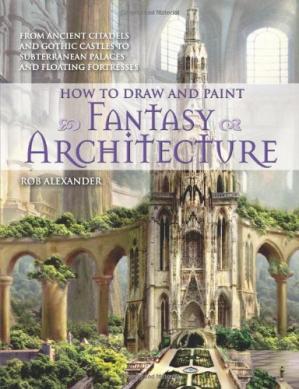 FROM ANCIENT CITADELS
AND GOTHIC CASTLES TO
SUBTERRANEAN PALACES
AND FLOATING FORTRESSES
HOW TO DRAW AND PAINT
FANTASY
ARCHITECTURE
ROB ALEXANDER